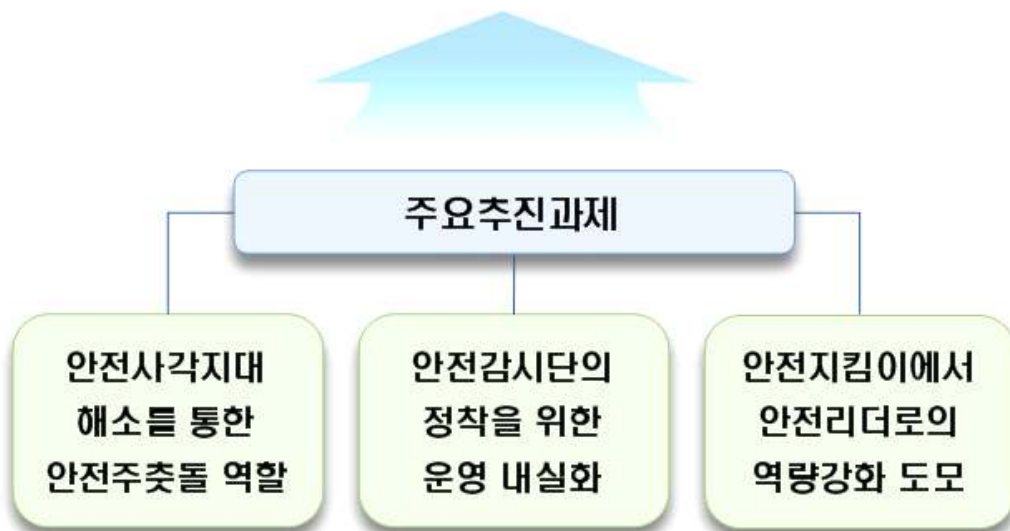 주요추진과제
안전사각지대
해소를 통한
안전주춧돌 역할
안전감시단의
정착을 위한
운영 내실화
안전지킴이에서
안전리더로의
역량강화 도모